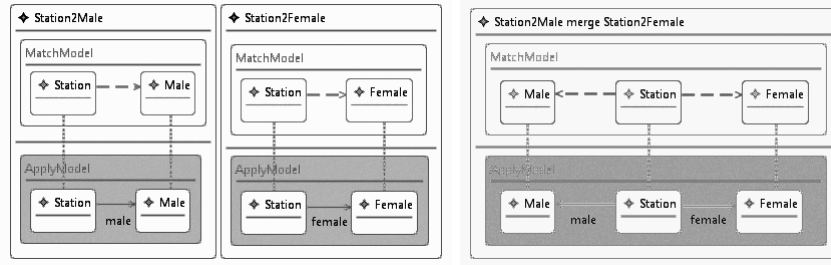 Station2Male
MatchModel
Station
Male
ApplyModel
Station
Male
male
Station2Female
MatchModel
Station
Female
ApplyModel
Station
Female
female
Station2Male merge Station2Female
MatchModel
Male
Station
Female
ApplyModel
Male
Station
Female
male
female